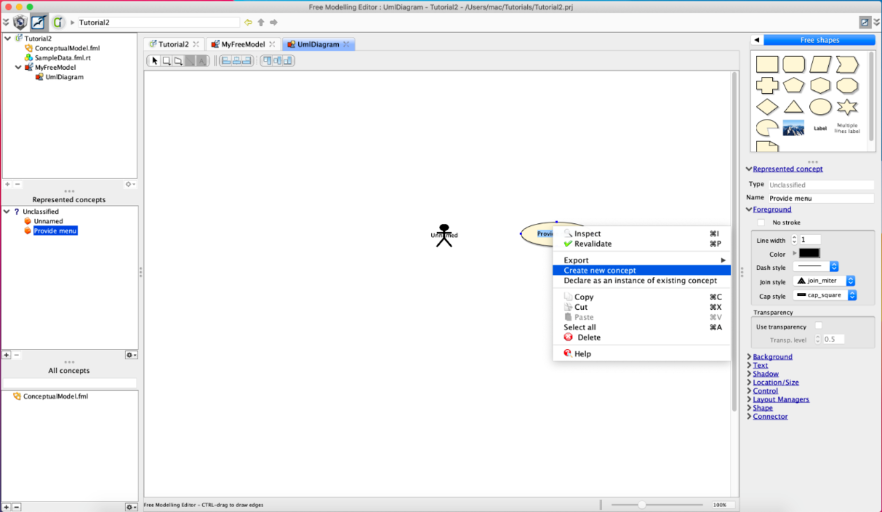 Free Modelling Editor : UmlDiagram - Tutorial2 - /Users/mac/Tutorials/Tutorial2.prj
Tutorial2
Tutorial2
ConceptualModel.fml
SampleData.fml.rt
MyFreeModel
UmlDiagram
Represented concepts
? Unclassified
Unnamed
Provide menu
All concepts
ConceptualModel.fml
Tutorial2
MyFreeModel
UmlDiagram
Unnamed
Inspect ⌘I
Revalidate ⌘P
Export
Create new concept
Declare as an instance of existing concept
Copy ⌘C
Cut ⌘X
Paste ⌘V
Select all ⌘A
Delete
Help
Free Modelling Editor - CTRL-drag to draw edges
100%
Free shapes
Label
Multiple
Represented concept
Type Unclassified
Name Provide menu
Foreground
No stroke
Line width 1
Color
Dash style
Join style join_miter
Cap style cap_square
Transparency
Use transparency
Transp. level 0.5
Background
Text
Shadow
Location/Size
Control
Layout Managers
Shape
Connector